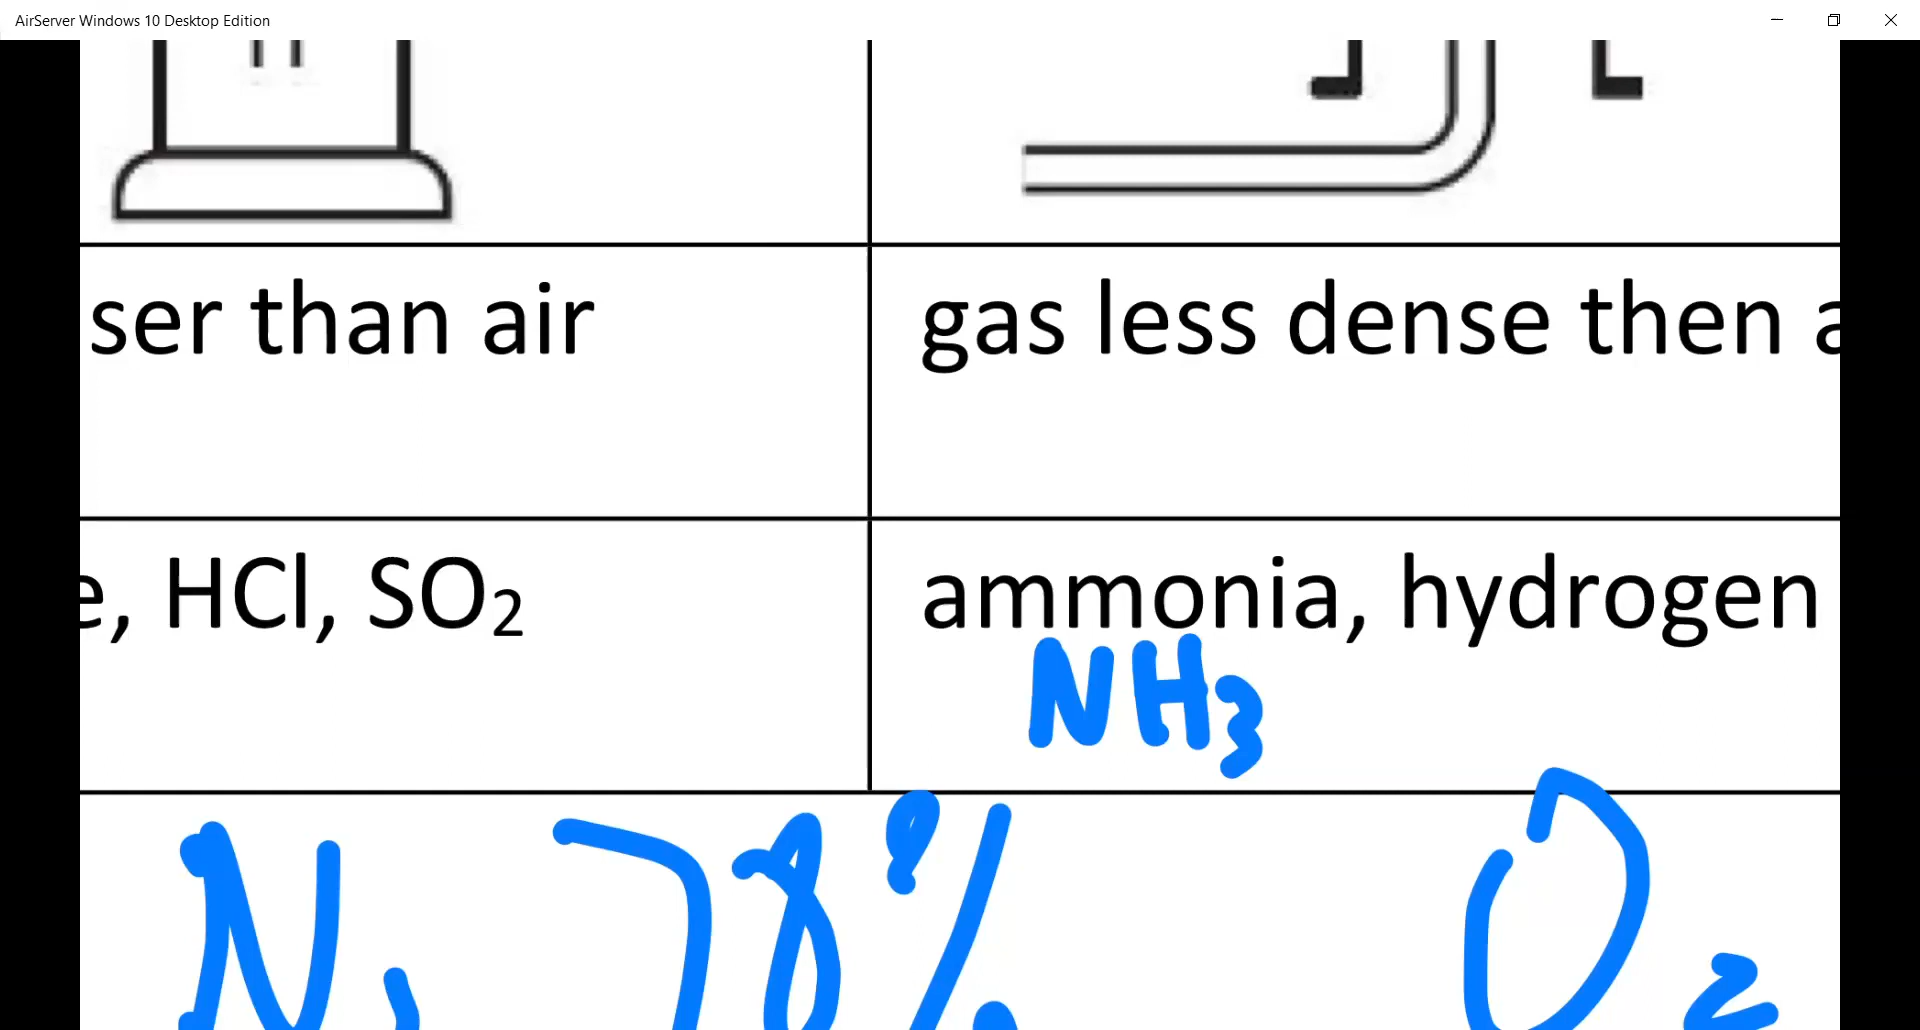 AirServer Windows 10 Desktop Edition
ser than air
gas less dense then a
e, HCl, SO₂
ammonia, hydrogen
NH₃
N₂ 78% O₂